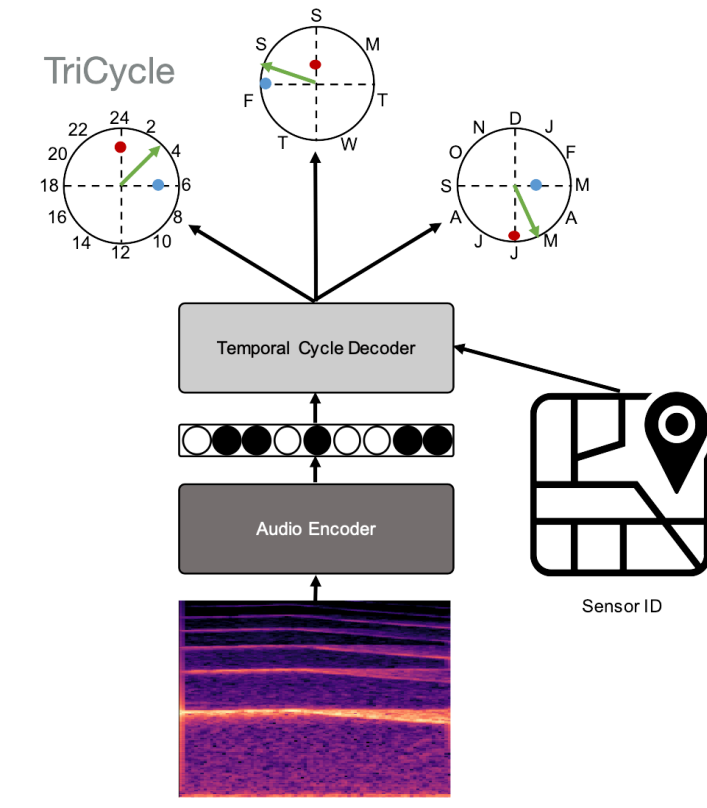 TriCycle
S
M
T
W
T
F
S
24
2
4
6
8
10
12
14
16
18
20
22
D
J
F
M
A
M
J
J
A
S
O
N
Temporal Cycle Decoder
Audio Encoder
Sensor ID